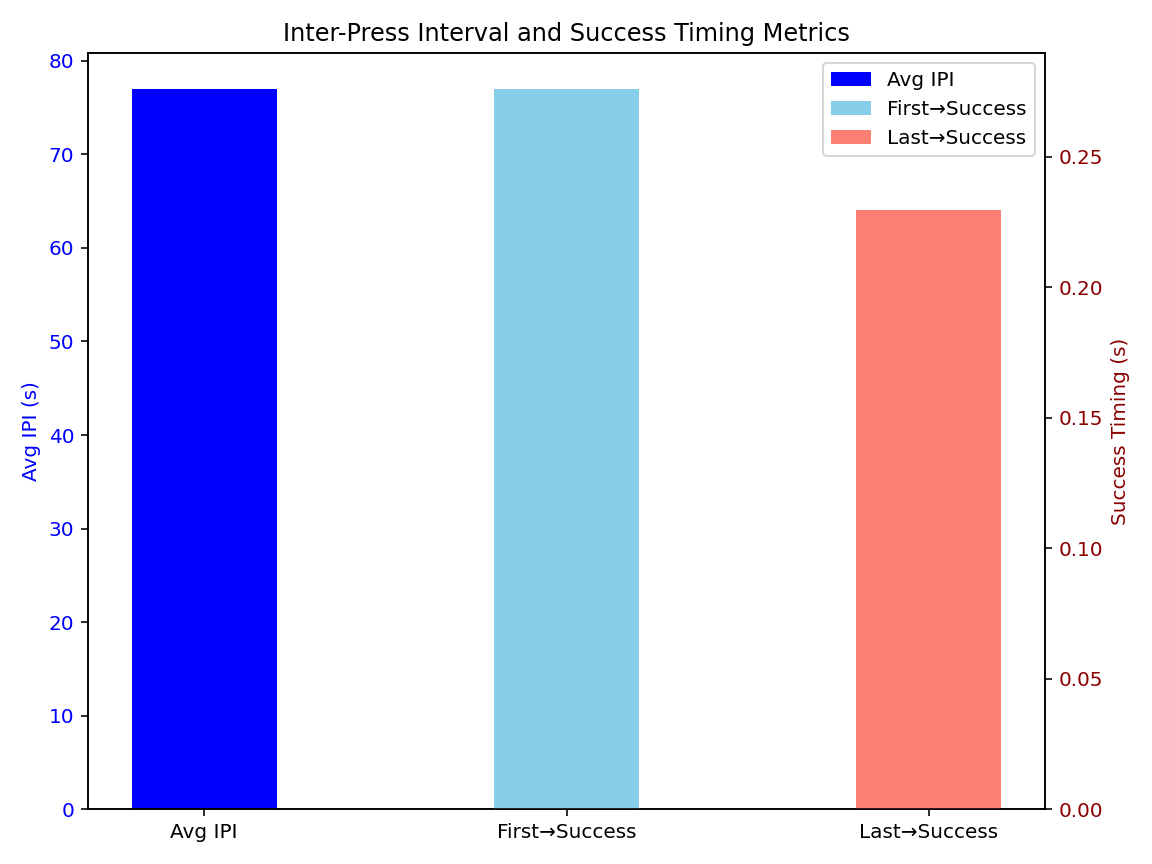 Inter-Press Interval and Success Timing Metrics
Avg IPI
First→Success
Last→Success
80
70
60
50
40
30
20
10
0
Avg IPI (s)
0.25
0.20
0.15
0.10
0.05
0.00
Success Timing (s)
Avg IPI
First→Success
Last→Success